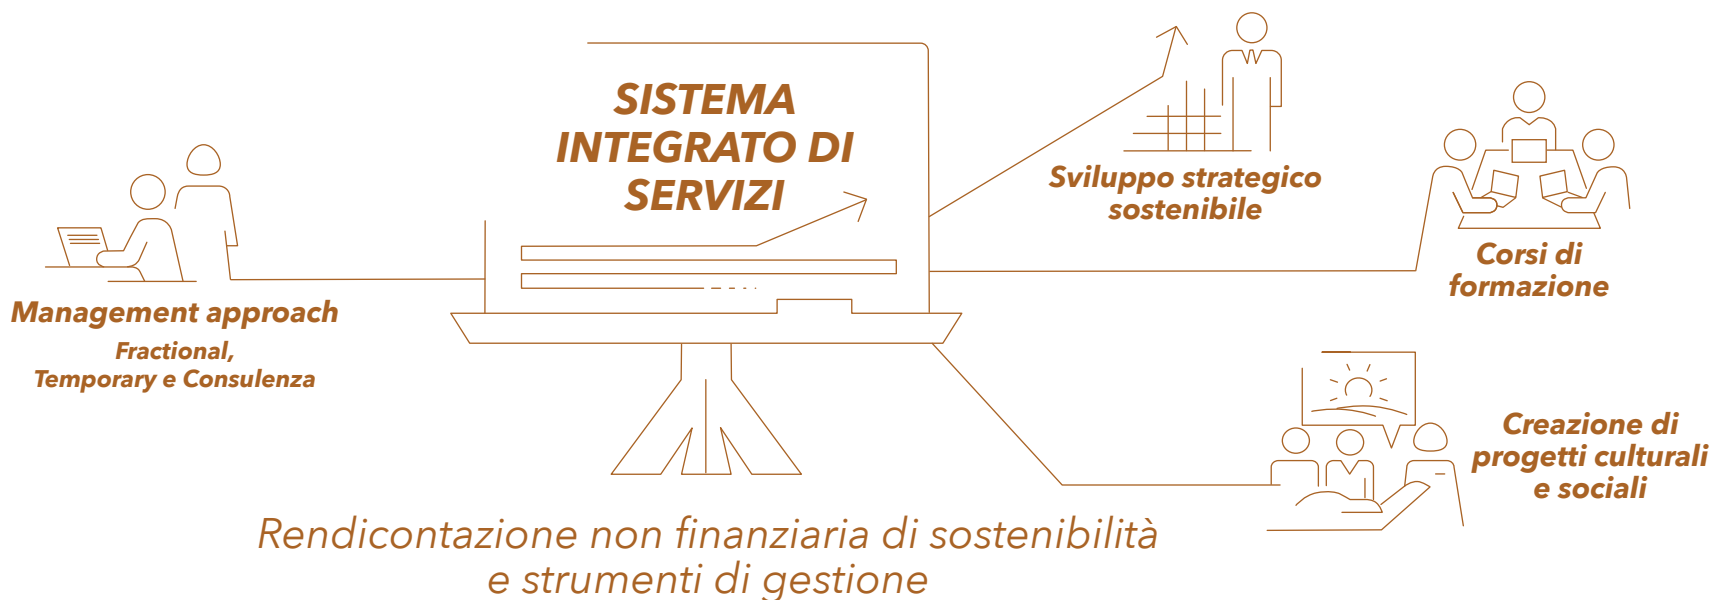 SISTEMA
INTEGRATO DI
SERVIZI
Management approach
Fractional,
Temporary e Consulenza
Sviluppo strategico
sostenibile
Corsi di
formazione
Creazione di
progetti culturali
e sociali
Rendicontazione non finanziaria di sostenibilità
e strumenti di gestione